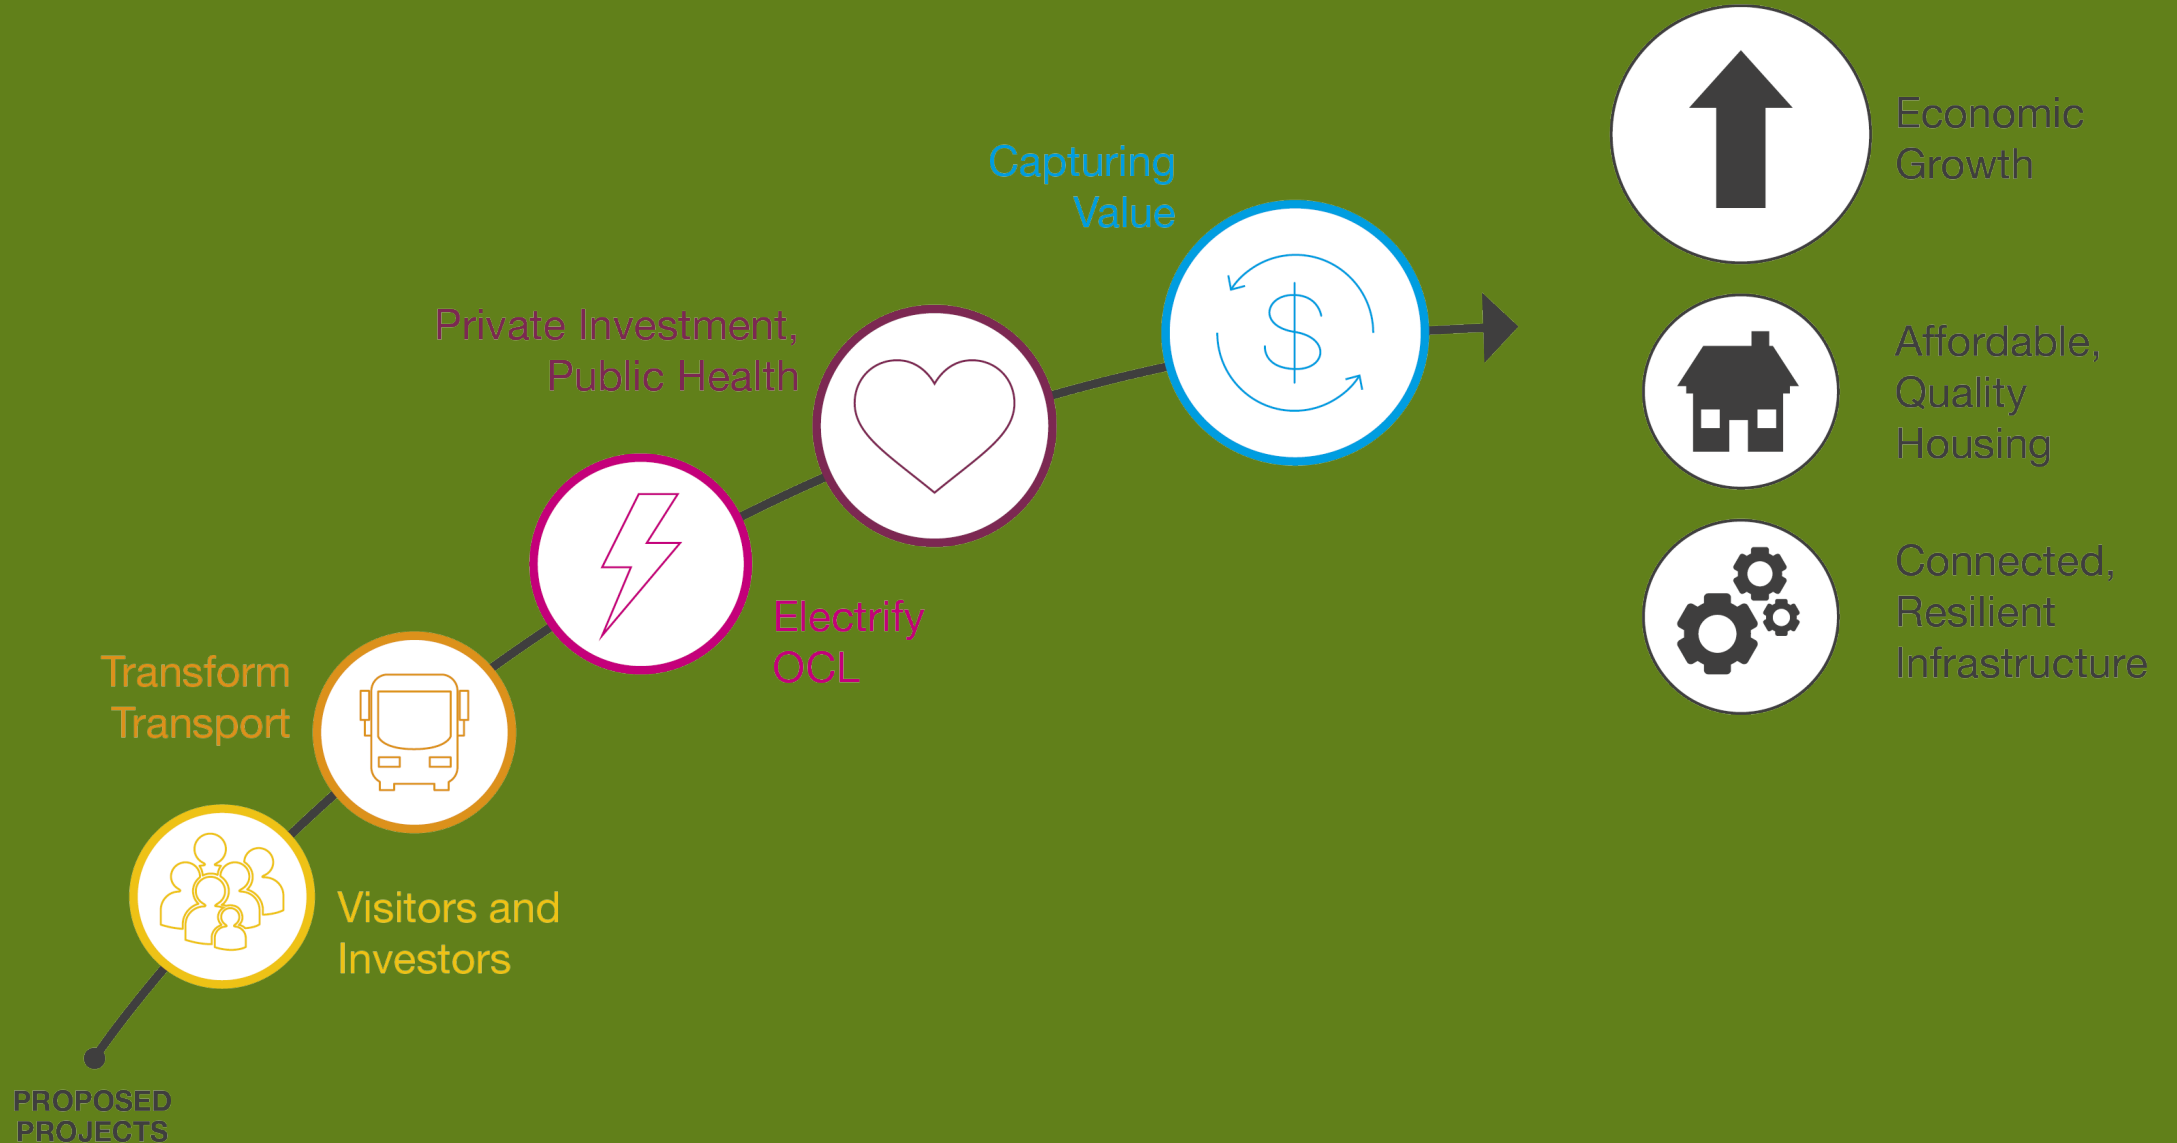 Economic
Growth
Capturing
Value
Private Investment,
Public Health
Affordable,
Quality
Housing
Connected,
Resilient
Infrastructure
Electrify
OCL
Transform
Transport
Visitors and
Investors
PROPOSED
PROJECTS